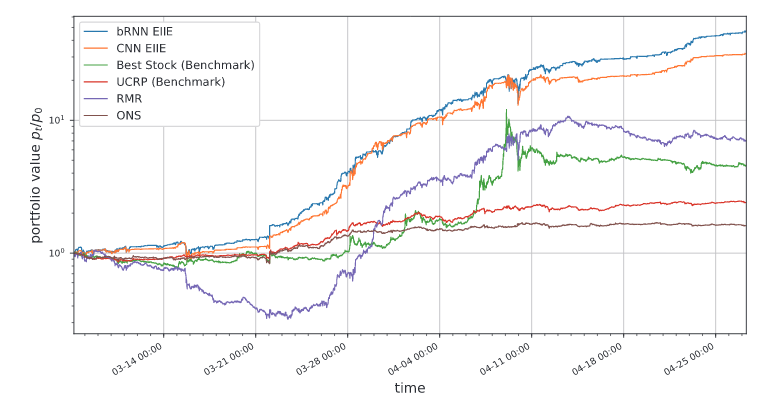 bRNN EIIE
CNN EIIE
Best Stock (Benchmark)
UCRP (Benchmark)
RMR
ONS
portfolio value pₜ/p₀
10¹
10⁰
03-14 00:00
03-21 00:00
03-28 00:00
04-04 00:00
04-11 00:00
04-18 00:00
04-25 00:00
time